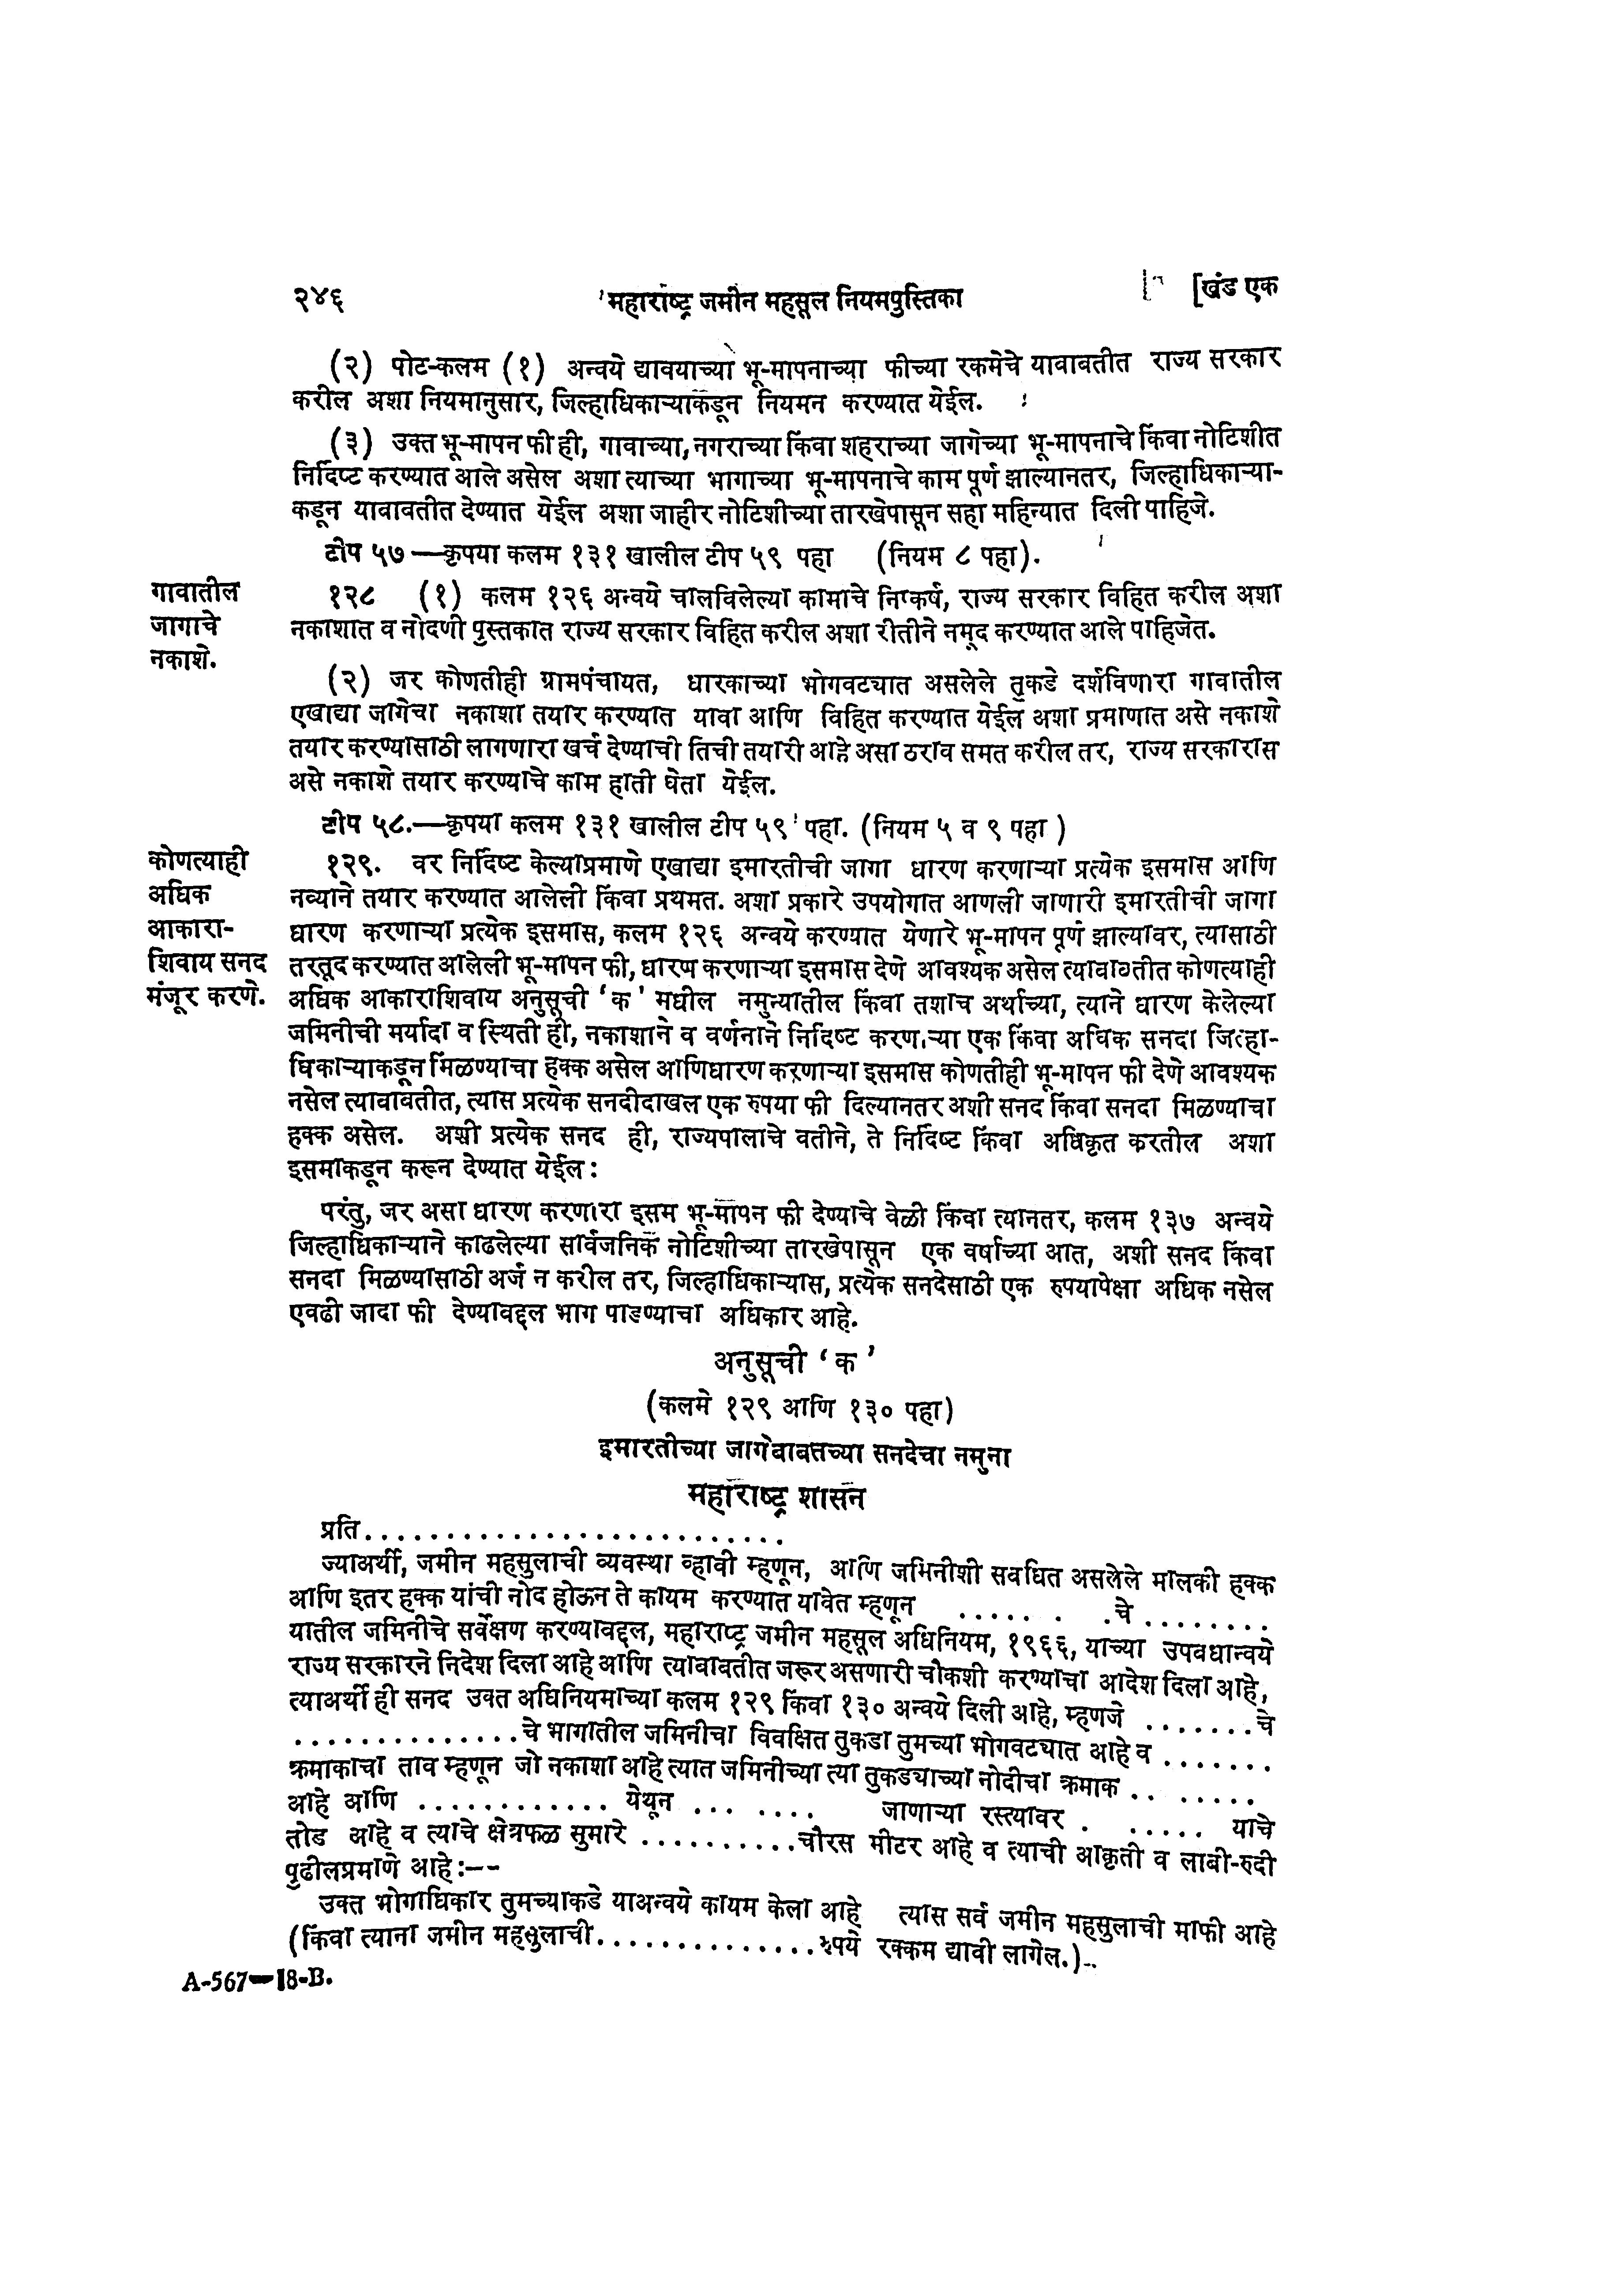 २४६ महाराष्ट्र जमीन महसूल नियमपुस्तिका [खंड एक
(२) पोट-कलम (१) अन्वये द्यावयाच्या भू-मापनाच्या फीच्या रकमेचे याबाबतीत राज्य सरकार
करील अशा नियमानुसार, जिल्हाधिकाऱ्याकडून नियमन करण्यात येईल.
(३) उक्त भू-मापन फी ही, गावाच्या, नगराच्या किंवा शहराच्या जागेच्या भू-मापनाचे किंवा नोटिशीत
निर्दिष्ट करण्यात आले असेल अशा त्याच्या भागाच्या भू-मापनाचे काम पूर्ण झाल्यानतर, जिल्हाधिकाऱ्या-
कडून याबाबतीत देण्यात येईल अशा जाहीर नोटिशीच्या तारखेपासून सहा महिन्यात दिली पाहिजे.
टीप ५७—कृपया कलम १३१ खालील टीप ५९ पहा (नियम ८ पहा).
गावातील
जागाचे
नकाशे.
१२८ (१) कलम १२६ अन्वये चालविलेल्या कामाचे निष्कर्ष, राज्य सरकार विहित करील अशा
नकाशात व नोदणी पुस्तकात राज्य सरकार विहित करील अशा रीतीने नमूद करण्यात आले पाहिजेत.
(२) जर कोणतीही ग्रामपंचायत, धारकाच्या भोगवट्यात असलेले तुकडे दर्शविणारा गावातील
एखाद्या जागेचा नकाशा तयार करण्यात यावा आणि विहित करण्यात येईल अशा प्रमाणात असे नकाशे
तयार करण्यासाठी लागणारा खर्च देण्याची तिची तयारी आहे असा ठराव समत करील तर, राज्य सरकारास
असे नकाशे तयार करण्याचे काम हाती घेता येईल.
टीप ५८.—कृपया कलम १३१ खालील टीप ५९ पहा. (नियम ५ व ९ पहा )
कोणत्याही
अधिक
आकारा-
शिवाय सनद
मंजूर करणे.
१२९. वर निर्दिष्ट केल्याप्रमाणे एखाद्या इमारतीची जागा धारण करणाऱ्या प्रत्येक इसमास आणि
नव्याने तयार करण्यात आलेली किंवा प्रथमत. अशा प्रकारे उपयोगात आणली जाणारी इमारतीची जागा
धारण करणाऱ्या प्रत्येक इसमास, कलम १२६ अन्वये करण्यात येणारे भू-मापन पूर्ण झाल्यावर, त्यासाठी
तरतूद करण्यात आलेली भू-मापन फी, धारण करणाऱ्या इसमास देणे आवश्यक असेल त्याबाबतीत कोणत्याही
अधिक आकाराशिवाय अनुसूची ‘क’ मधील नमुन्यातील किंवा तशाच अर्थाच्या, त्याने धारण केलेल्या
जमिनीची मर्यादा व स्थिती ही, नकाशाने व वर्णनाने निर्दिष्ट करणाऱ्या एक किंवा अधिक सनदा जिल्हा-
धिकाऱ्याकडून मिळण्याचा हक्क असेल आणिधारण करणाऱ्या इसमास कोणतीही भू-मापन फी देणे आवश्यक
नसेल त्याबाबतीत, त्यास प्रत्येक सनदीदाखल एक रुपया फी दिल्यानतर अशी सनद किंवा सनदा मिळण्याचा
हक्क असेल. अशी प्रत्येक सनद ही, राज्यपालाचे वतीने, ते निर्दिष्ट किंवा अधिकृत करतील अशा
इसमाकडून करून देण्यात येईल:
परंतु, जर असा धारण करणारा इसम भू-मापन फी देण्याचे वेळी किंवा त्यानतर, कलम १३७ अन्वये
जिल्हाधिकाऱ्याने काढलेल्या सार्वजनिक नोटिशीच्या तारखेपासून एक वर्षाच्या आत, अशी सनद किंवा
सनदा मिळण्यासाठी अर्ज न करील तर, जिल्हाधिकाऱ्यास, प्रत्येक सनदेसाठी एक रुपयापेक्षा अधिक नसेल
एवढी जादा फी देण्याबद्दल भाग पाडण्याचा अधिकार आहे.
अनुसूची ‘क’
(कलमे १२९ आणि १३० पहा)
इमारतीच्या जागेबाबतच्या सनदेचा नमुना
महाराष्ट्र शासन
प्रति..........................
ज्याअर्थी, जमीन महसुलाची व्यवस्था व्हावी म्हणून, आणि जमिनीशी सबधित असलेले मालकी हक्क
आणि इतर हक्क यांची नोद होऊन ते कायम करण्यात यावेत म्हणून ...... . .चे ........
यातील जमिनीचे सर्वेक्षण करण्याबद्दल, महाराष्ट्र जमीन महसूल अधिनियम, १९६६, याच्या उपबधान्वये
राज्य सरकारने निदेश दिला आहे आणि त्याबाबतीत जरूर असणारी चौकशी करण्याचा आदेश दिला आहे,
त्याअर्थी ही सनद उक्त अधिनियमाच्या कलम १२९ किंवा १३० अन्वये दिली आहे, म्हणजे .......चे
..............चे भागातील जमिनीचा विवक्षित तुकडा तुमच्या भोगवट्यात आहे व .......
क्रमाकाचा ताव म्हणून जो नकाशा आहे त्यात जमिनीच्या त्या तुकड्याच्या नोदीचा क्रमाक .. .....
आहे आणि ............ येथून ... .... जाणाऱ्या रस्त्यावर . ..... याचे
तोड आहे व त्याचे क्षेत्रफळ सुमारे ..........चौरस मीटर आहे व त्याची आकृती व लाबी-रुदी
पुढीलप्रमाणे आहे:--
उक्त भोगाधिकार तुमच्याकडे याअन्वये कायम केला आहे त्यास सर्व जमीन महसुलाची माफी आहे
(किंवा त्याना जमीन महसुलाची..............रुपये रक्कम द्यावी लागेल.)--
A-567—18-B.